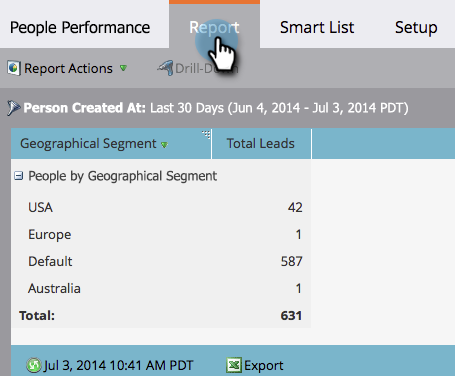 People Performance Report Smart List Setup
Report Actions Drill-Down
Person Created At: Last 30 Days (Jun 4, 2014 - Jul 3, 2014 PDT)
Geographical Segment Total Leads
People by Geographical Segment
USA 42
Europe 1
Default 587
Australia 1
Total: 631
Jul 3, 2014 10:41 AM PDT Export